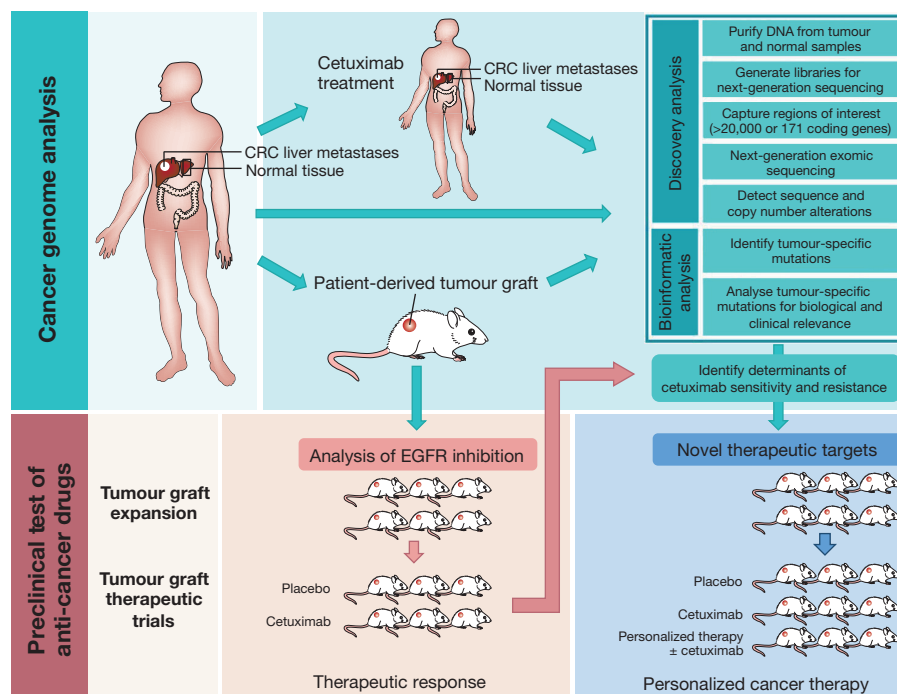 Cancer genome analysis
CRC liver metastases
Normal tissue
Cetuximab
treatment
CRC liver metastases
Normal tissue
Patient-derived tumour graft
Discovery analysis
Purify DNA from tumour
and normal samples
Generate libraries for
next-generation sequencing
Capture regions of interest
(>20,000 or 171 coding genes)
Next-generation exomic
sequencing
Detect sequence and
copy number alterations
Bioinformatic
analysis
Identify tumour-specific
mutations
Analyse tumour-specific
mutations for biological and
clinical relevance
Identify determinants of
cetuximab sensitivity and resistance
Preclinical test of
anti-cancer drugs
Tumour graft
expansion
Tumour graft
therapeutic
trials
Analysis of EGFR inhibition
Placebo
Cetuximab
Therapeutic response
Novel therapeutic targets
Placebo
Cetuximab
Personalized therapy
± cetuximab
Personalized cancer therapy